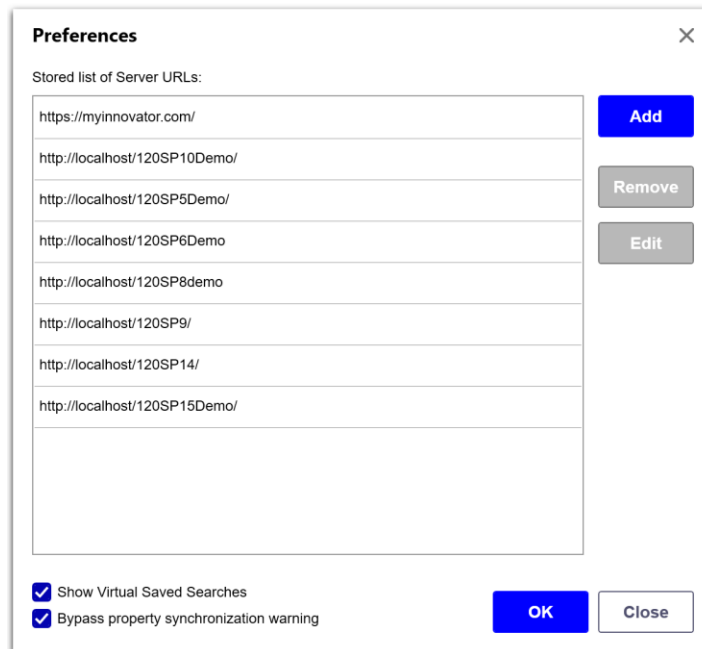 Preferences
Stored list of Server URLs:
https://myinnovator.com/
Add
http://localhost/120SP10Demo/
Remove
http://localhost/120SP5Demo/
http://localhost/120SP6Demo
Edit
http://localhost/120SP8demo
http://localhost/120SP9/
http://localhost/120SP14/
http://localhost/120SP15Demo/
Show Virtual Saved Searches
Bypass property synchronization warning
OK
Close